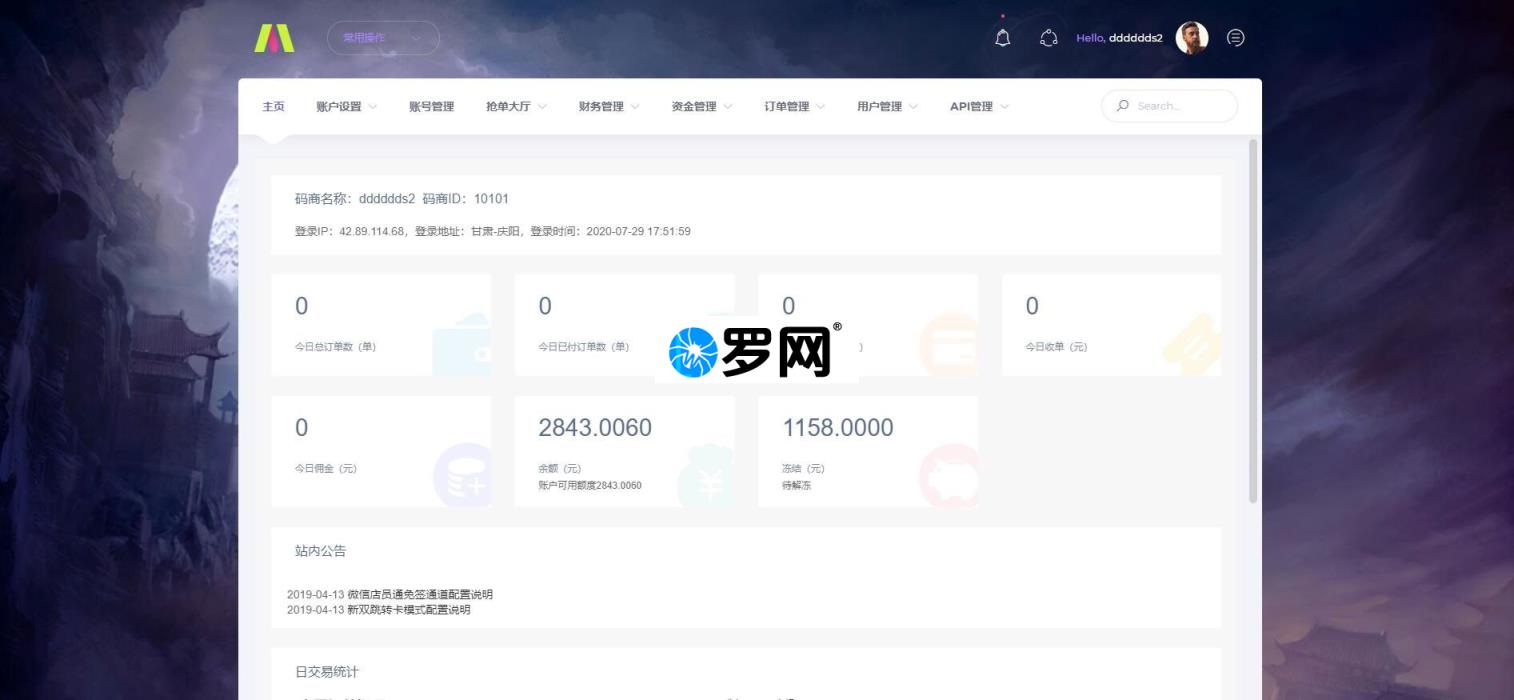 常用操作
Hello, dddddds2
主页 账户设置 账号管理 抢单大厅 财务管理 资金管理 订单管理 用户管理 API管理 Search...
码商名称：dddddds2 码商ID：10101
登录IP：42.89.114.68，登录地址：甘肃-庆阳，登录时间：2020-07-29 17:51:59
0 0 0 0
今日总订单数（单） 今日已付订单数（单） ） 今日收单（元）
罗网®
0 2843.0060 1158.0000
今日佣金（元） 余额（元） 冻结（元）
账户可用额度2843.0060 待解冻
站内公告
2019-04-13 微信店员通免签通道配置说明
2019-04-13 新双跳转卡模式配置说明
日交易统计